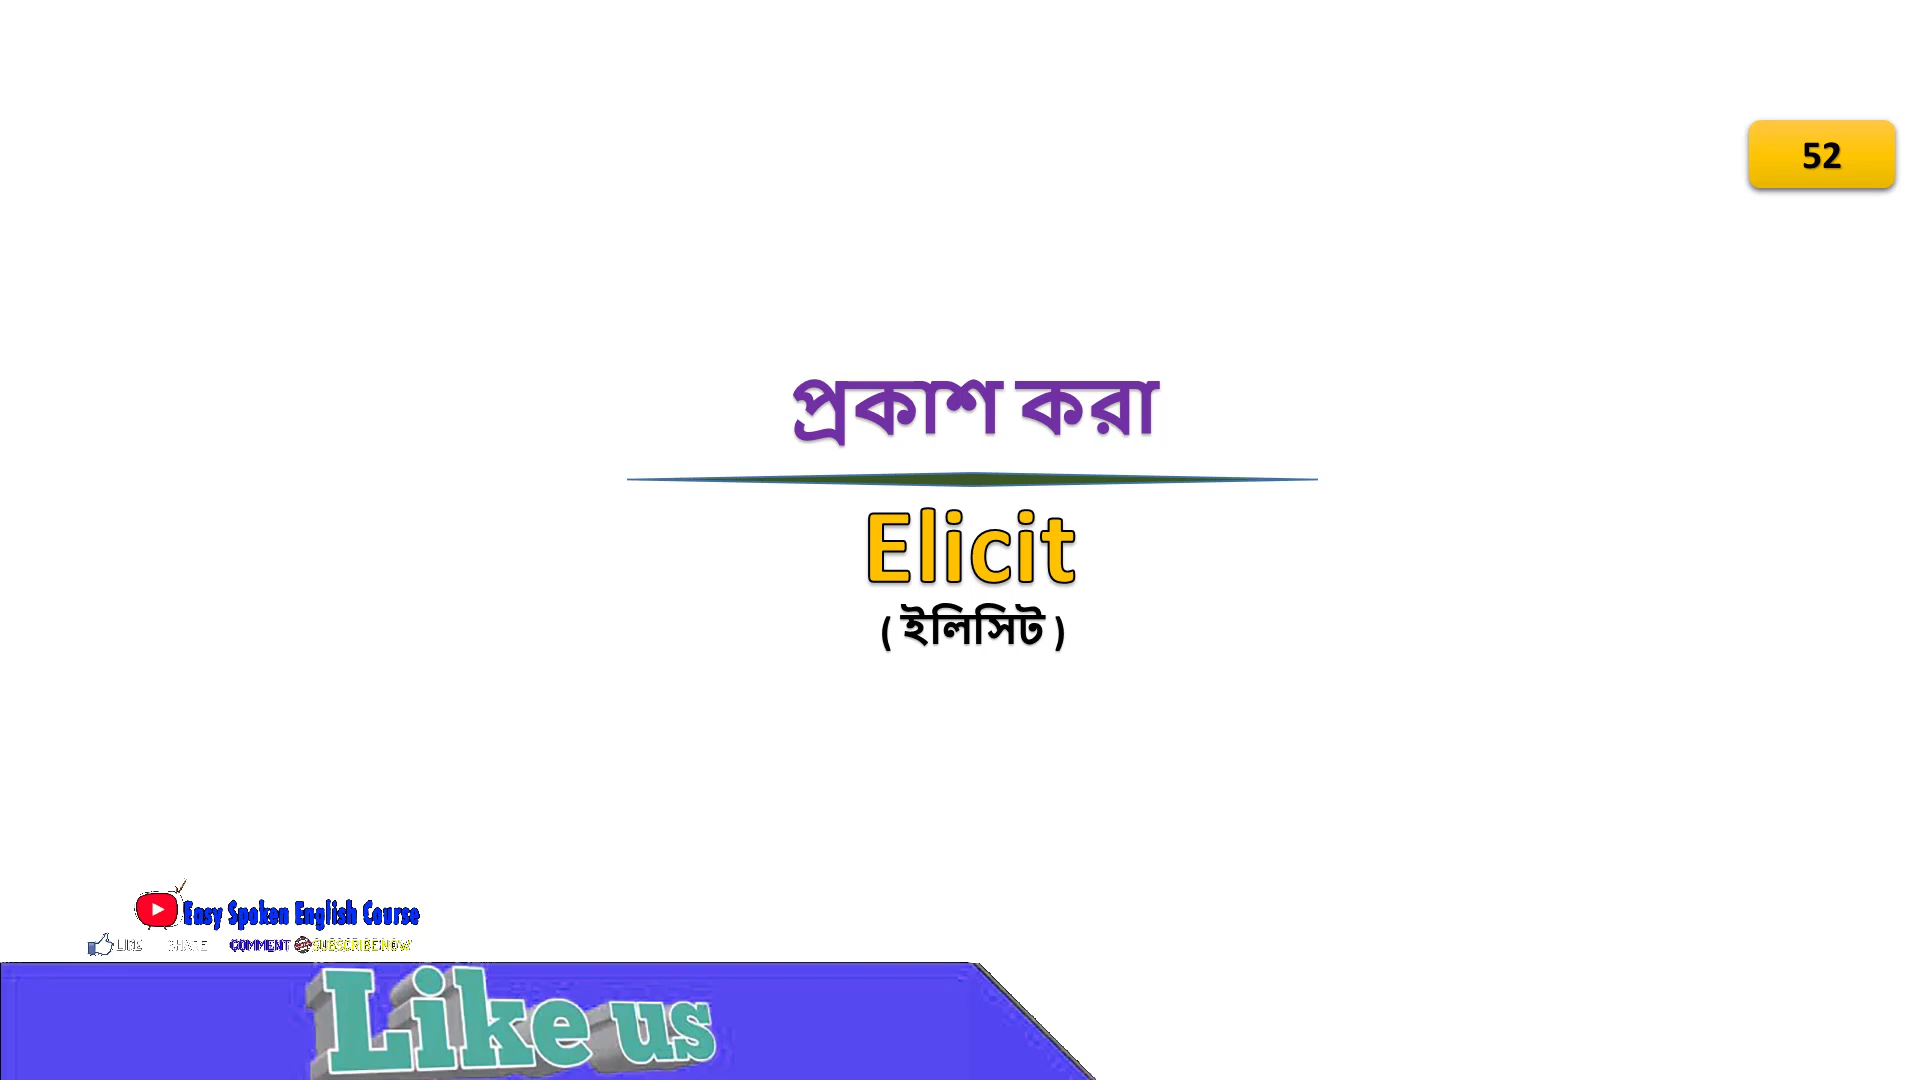 52
প্রকাশ করা
Elicit
( ইলিসিট )
Easy Spoken English Course
LIKE SHARE COMMENT SUBSCRIBE NOW
Like us